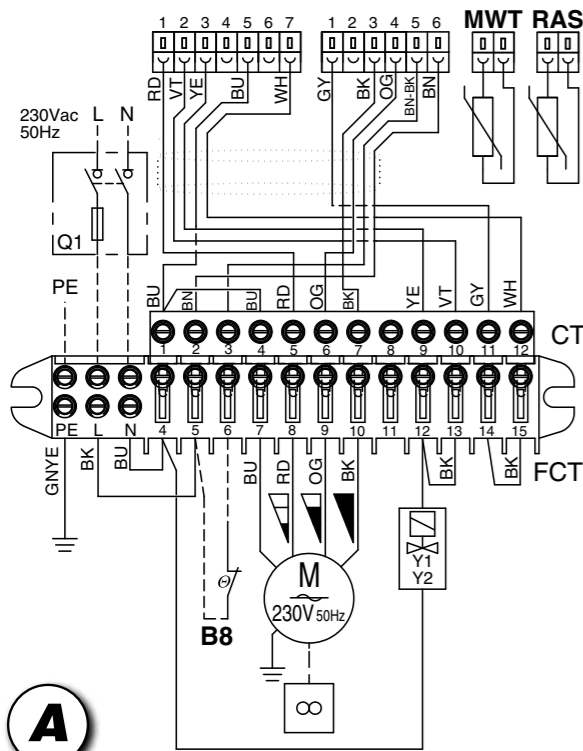 1 2 3 4 5 6 7
1 2 3 4 5 6
MWT RAS
RD VT YE BU WH
GY BK OG BN-BK BN
230Vac
50Hz
L N
Q1
PE
BU BN BU RD OG BK YE VT GY WH
CT
1 2 3 4 5 6 7 8 9 10 11 12
PE L N 4 5 6 7 8 9 10 11 12 13 14 15
FCT
GNYE BK BU BU RD OG BK BK BK
Y1
Y2
M
230V 50Hz
B8
A